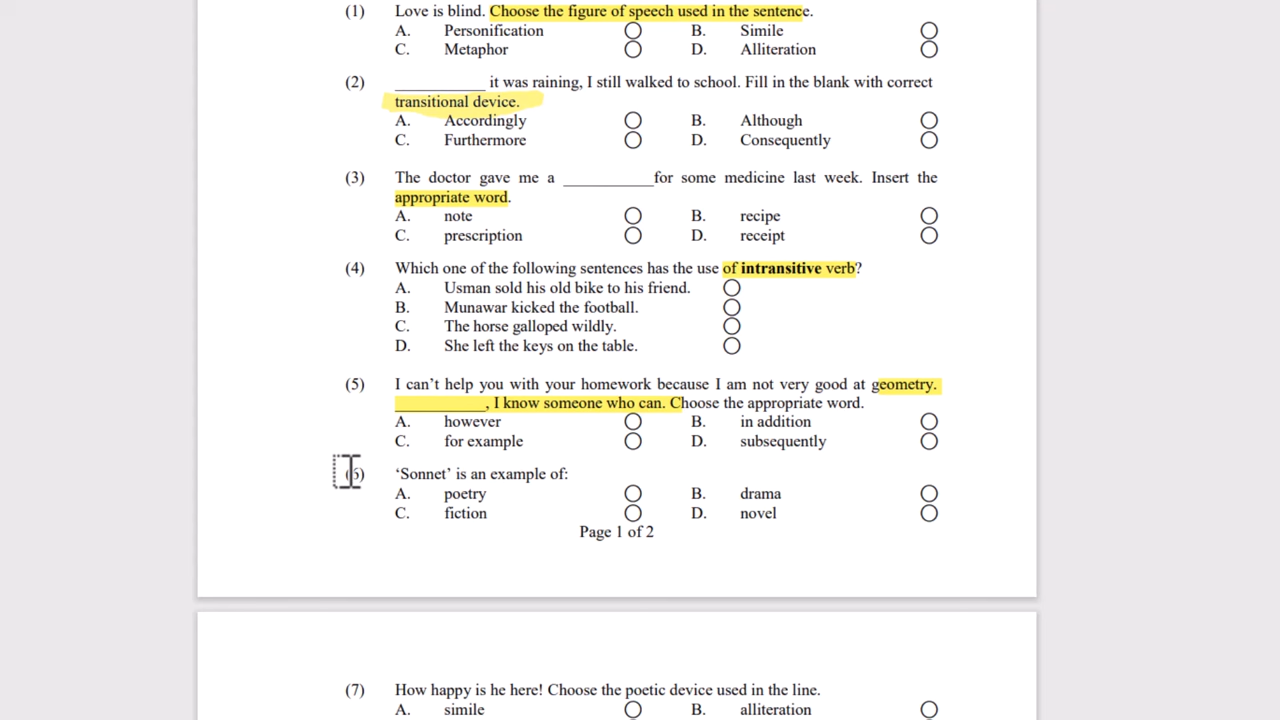 (1) Love is blind. Choose the figure of speech used in the sentence.
A. Personification B. Simile
C. Metaphor D. Alliteration
(2) __________ it was raining, I still walked to school. Fill in the blank with correct
transitional device.
A. Accordingly B. Although
C. Furthermore D. Consequently
(3) The doctor gave me a __________for some medicine last week. Insert the
appropriate word.
A. note B. recipe
C. prescription D. receipt
(4) Which one of the following sentences has the use of intransitive verb?
A. Usman sold his old bike to his friend.
B. Munawar kicked the football.
C. The horse galloped wildly.
D. She left the keys on the table.
(5) I can’t help you with your homework because I am not very good at geometry.
__________, I know someone who can. Choose the appropriate word.
A. however B. in addition
C. for example D. subsequently
(6) ‘Sonnet’ is an example of:
A. poetry B. drama
C. fiction D. novel
Page 1 of 2
(7) How happy is he here! Choose the poetic device used in the line.
A. simile B. alliteration